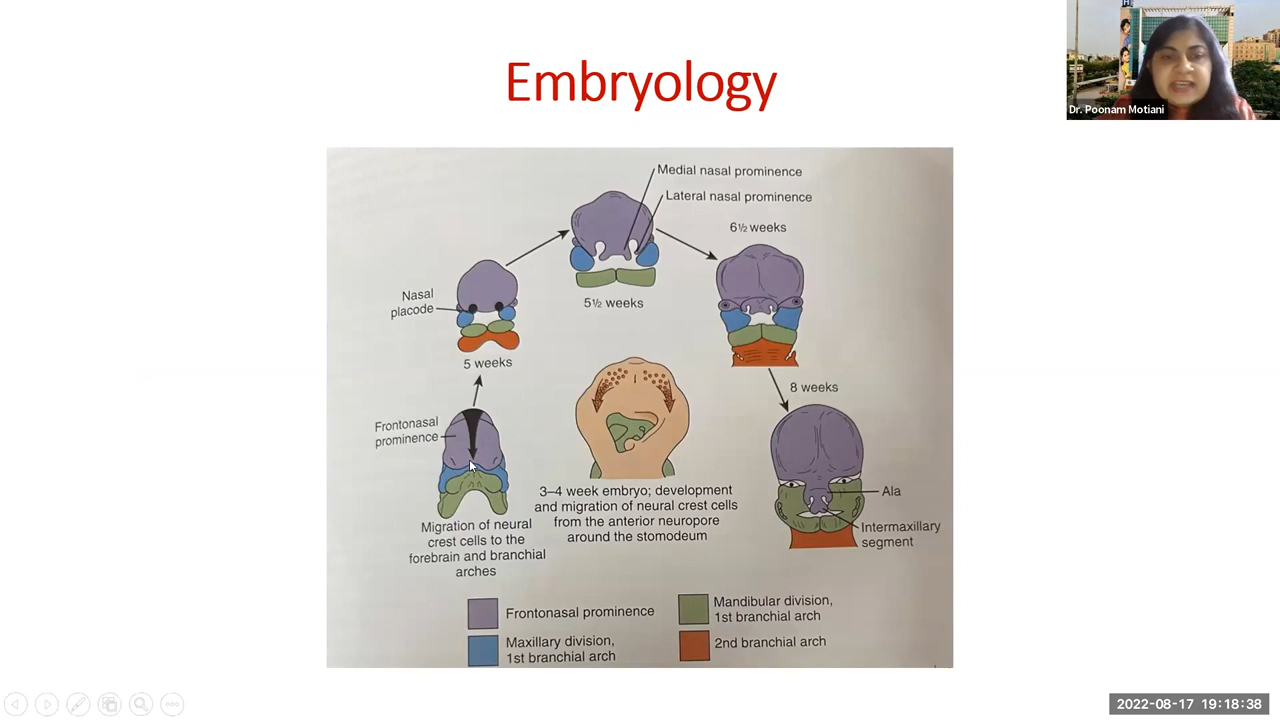 Embryology
Dr. Poonam Motiani
Medial nasal prominence
Lateral nasal prominence
6½ weeks
Nasal
placode
5½ weeks
5 weeks
8 weeks
Frontonasal
prominence
3–4 week embryo; development
and migration of neural crest cells
from the anterior neuropore
around the stomodeum
Ala
Intermaxillary
segment
Migration of neural
crest cells to the
forebrain and branchial
arches
Frontonasal prominence
Maxillary division,
1st branchial arch
Mandibular division,
1st branchial arch
2nd branchial arch
2022-08-17 19:18:38